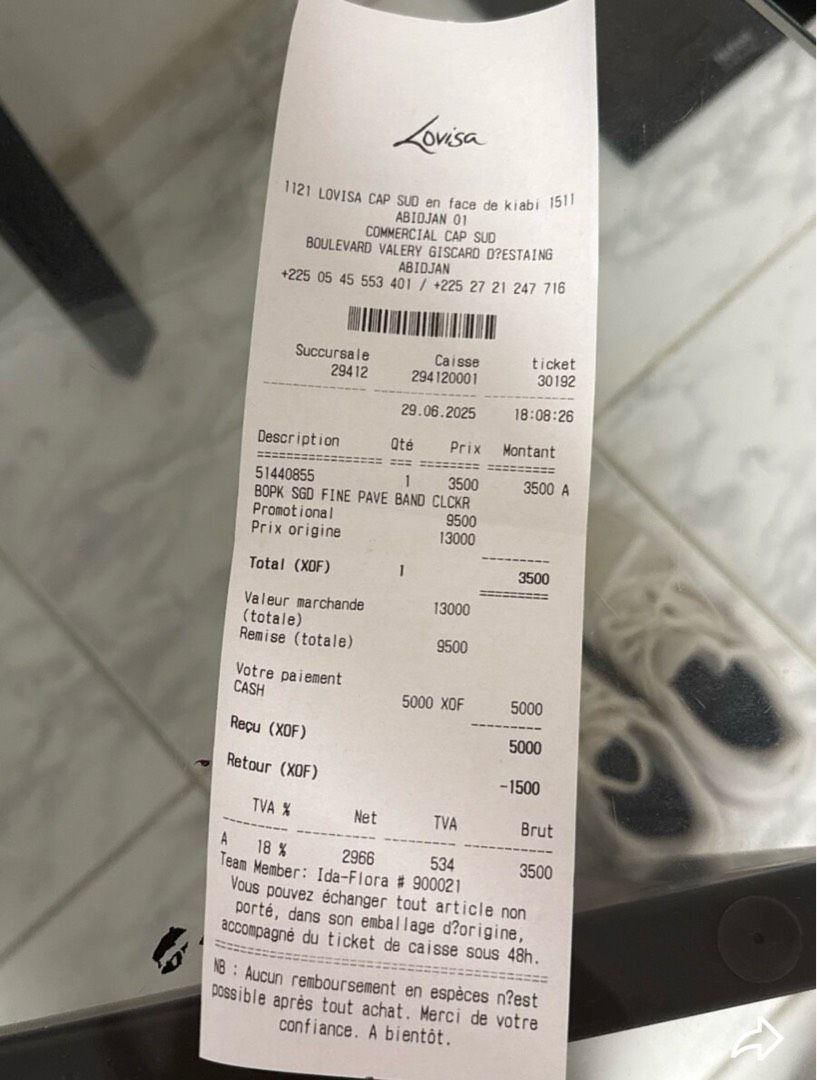 Lovisa
1121 LOVISA CAP SUD en face de kiabi 1511
ABIDJAN 01
COMMERCIAL CAP SUD
BOULEVARD VALERY GISCARD D?ESTAING
ABIDJAN
+225 05 45 553 401 / +225 27 21 247 716
Succursale Caisse ticket
29412 294120001 30192
29.06.2025 18:08:26
Description Qté Prix Montant
51440855 1 3500 3500 A
BOPK SGD FINE PAVE BAND CLCKR
Promotional 9500
Prix origine 13000
Total (XOF) 1 3500
Valeur marchande 13000
(totale)
Remise (totale) 9500
Votre paiement
CASH 5000 XOF 5000
Reçu (XOF) 5000
Retour (XOF) -1500
TVA % Net TVA Brut
A 18 % 2966 534 3500
Team Member: Ida-Flora # 900021
Vous pouvez échanger tout article non
porté, dans son emballage d?origine,
accompagné du ticket de caisse sous 48h.
NB : Aucun remboursement en espèces n?est
possible après tout achat. Merci de votre
confiance. A bientôt.